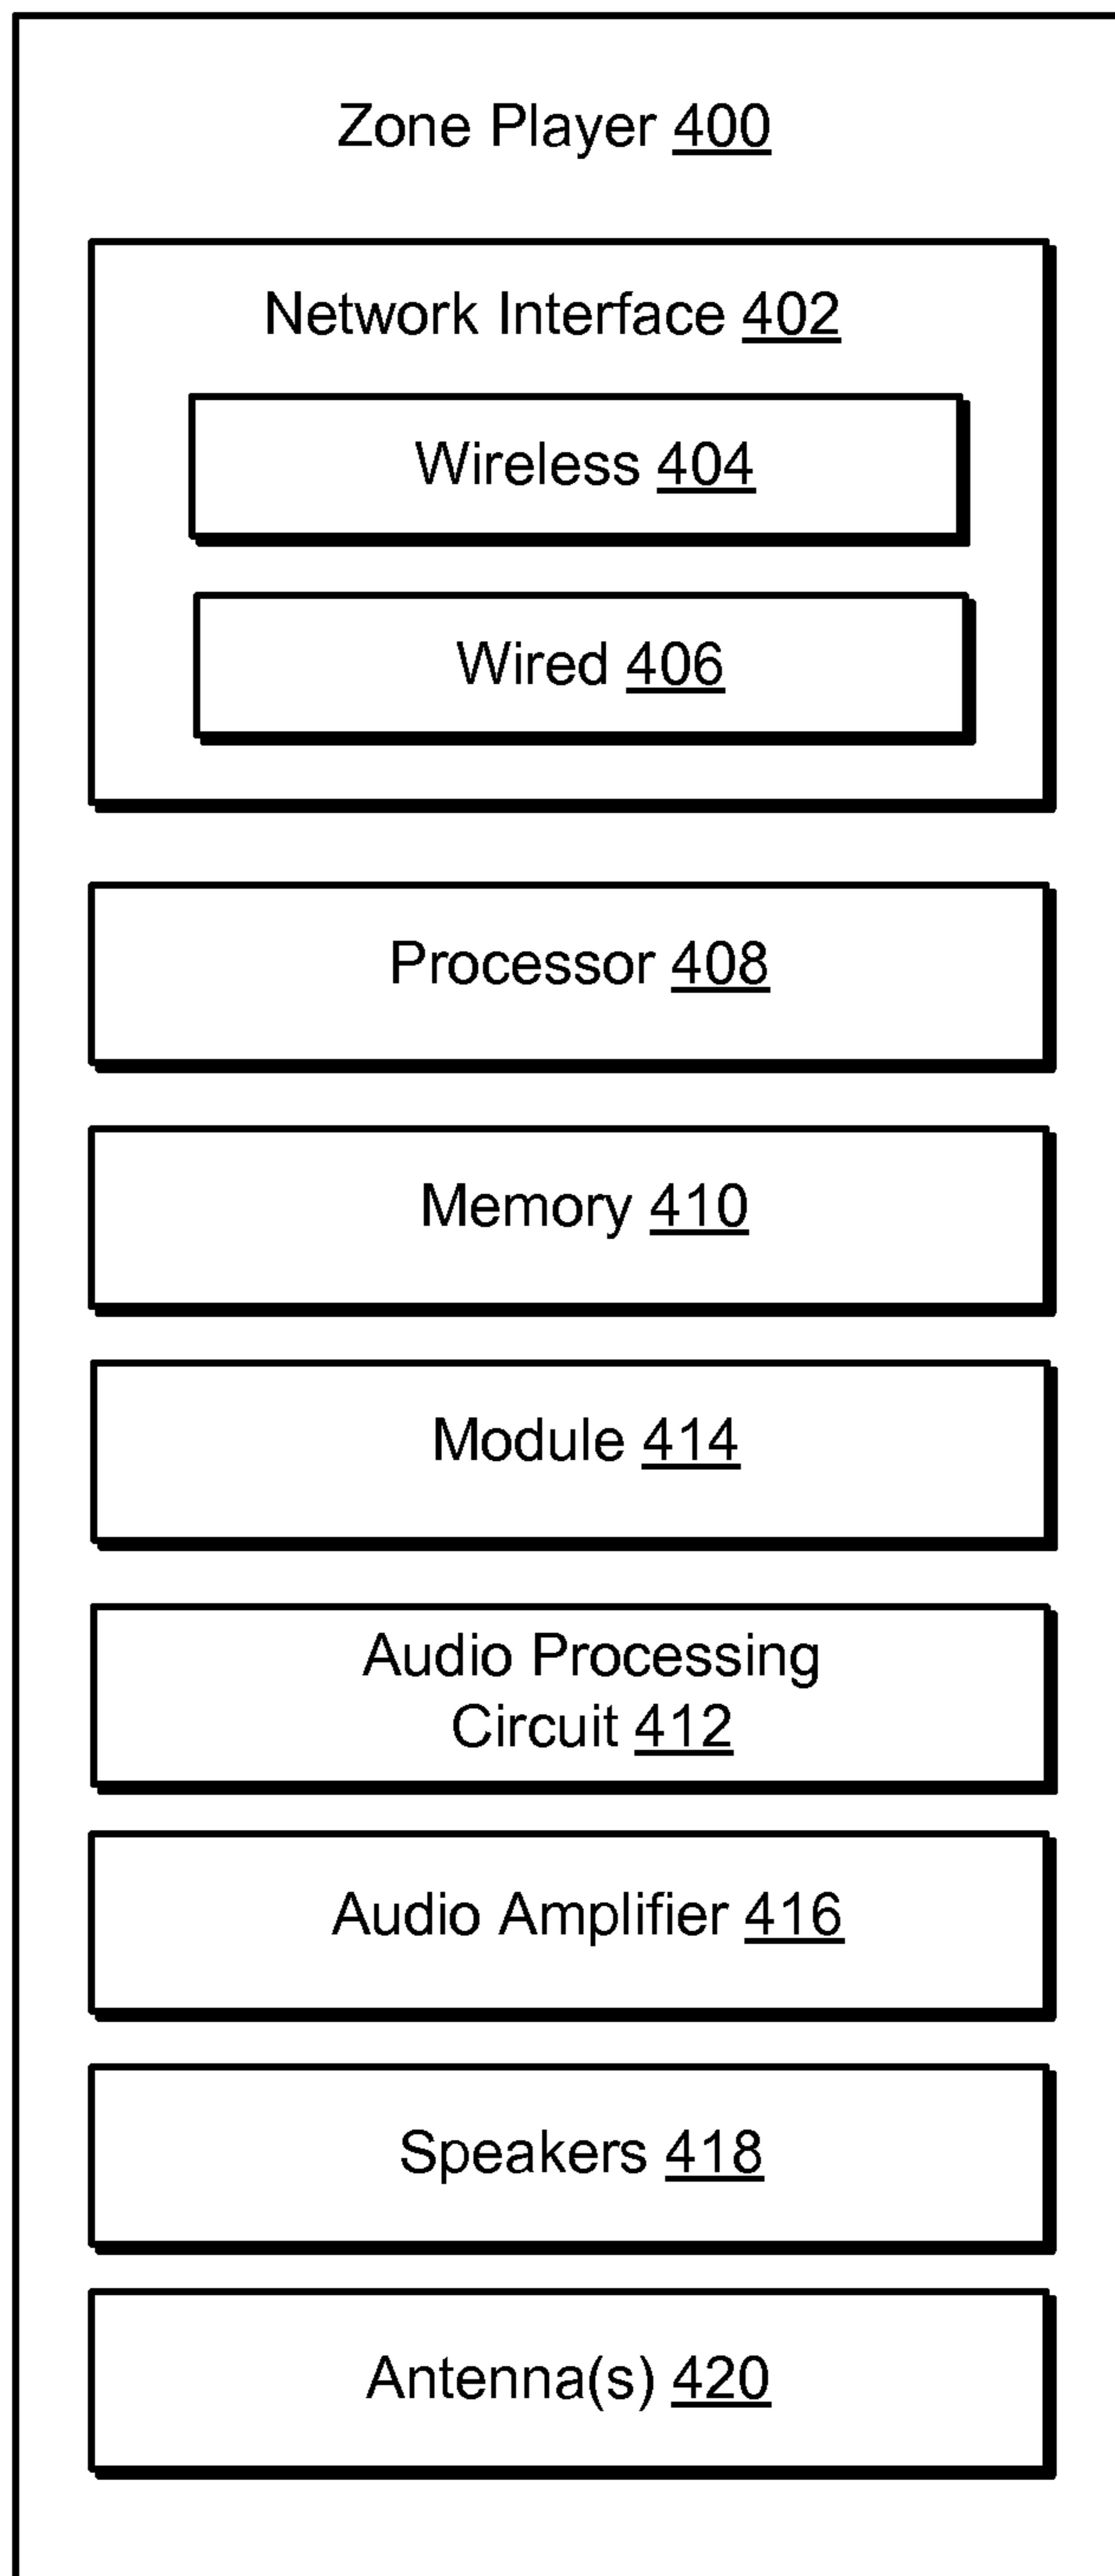 Zone Player 400
Network Interface 402
Wireless 404
Wired 406
Processor 408
Memory 410
Module 414
Audio Processing
Circuit 412
Audio Amplifier 416
Speakers 418
Antenna(s) 420